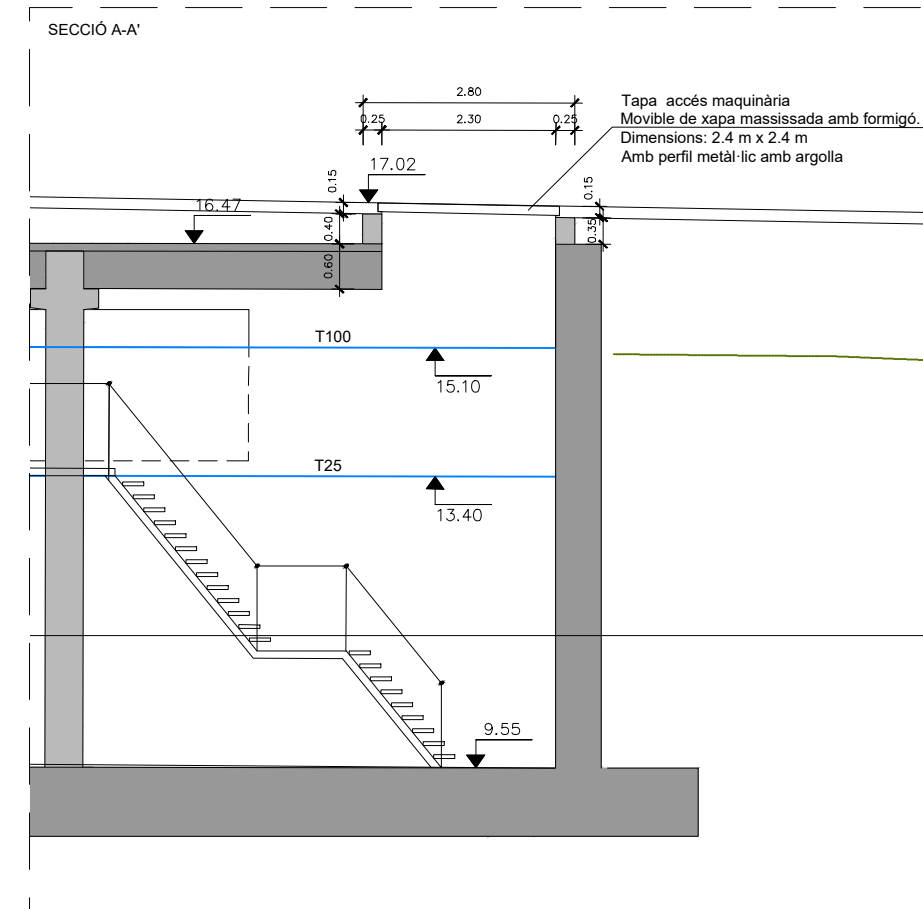 SECCIÓ A-A'
2.80
0.25
2.30
0.25
Tapa accés maquinària
Movible de xapa massissada amb formigó.
Dimensions: 2.4 m x 2.4 m
Amb perfil metàl·lic amb argolla
17.02
0.15
0.15
16.47
0.40
0.35
0.60
T100
15.10
T25
13.40
9.55